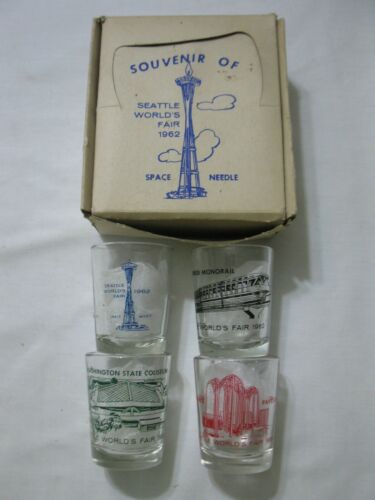 SOUVENIR OF
SEATTLE
WORLD'S
FAIR
1962
SPACE NEEDLE
SEATTLE
WORLD'S 1962
FAIR
MONORAIL
WORLD'S FAIR 1962
WASHINGTON STATE COLISEUM
WORLD'S FAIR
WORLD'S FAIR